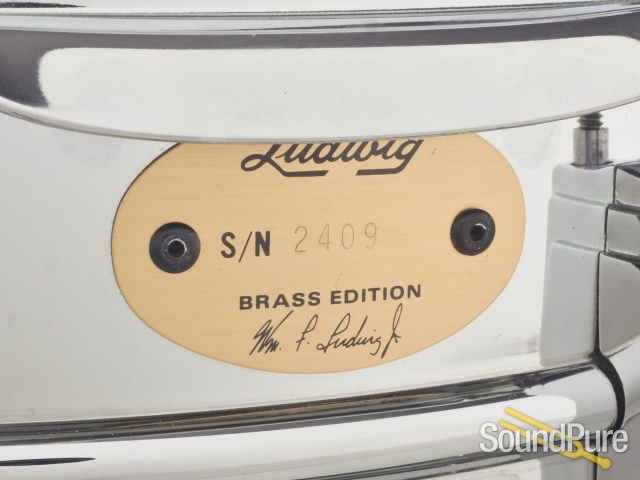 Ludwig
S/N 2409
BRASS EDITION
Wm. F. Ludwig Jr
SoundPure